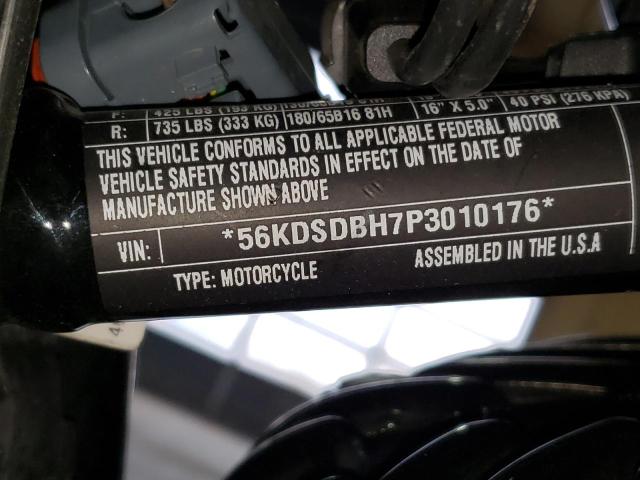 F: 425 LBS (193 KG)
R: 735 LBS (333 KG) 180/65B16 81H 16" X 5.0" 40 PSI (276 KPA)
THIS VEHICLE CONFORMS TO ALL APPLICABLE FEDERAL MOTOR
VEHICLE SAFETY STANDARDS IN EFFECT ON THE DATE OF
MANUFACTURE SHOWN ABOVE
VIN: *56KDSDBH7P3010176*
TYPE: MOTORCYCLE ASSEMBLED IN THE U.S.A